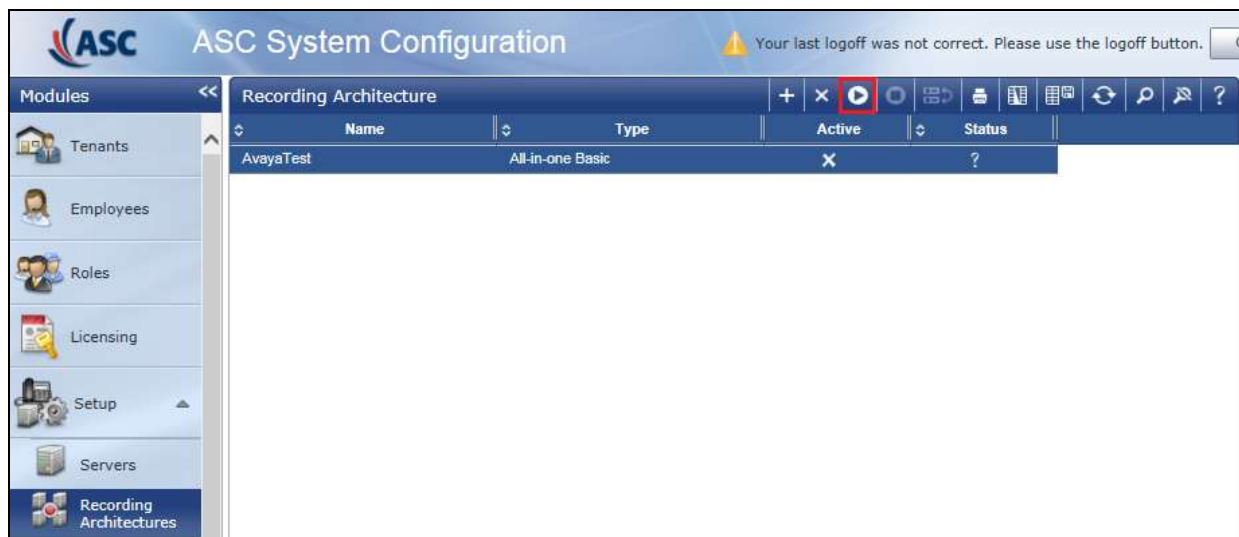 ASC
ASC System Configuration
Your last logoff was not correct. Please use the logoff button.
Modules <<
Recording Architecture
?
Name
Type
Active
Status
AvayaTest
All-in-one Basic
?
Tenants
Employees
Roles
Licensing
Setup
Servers
Recording
Architectures